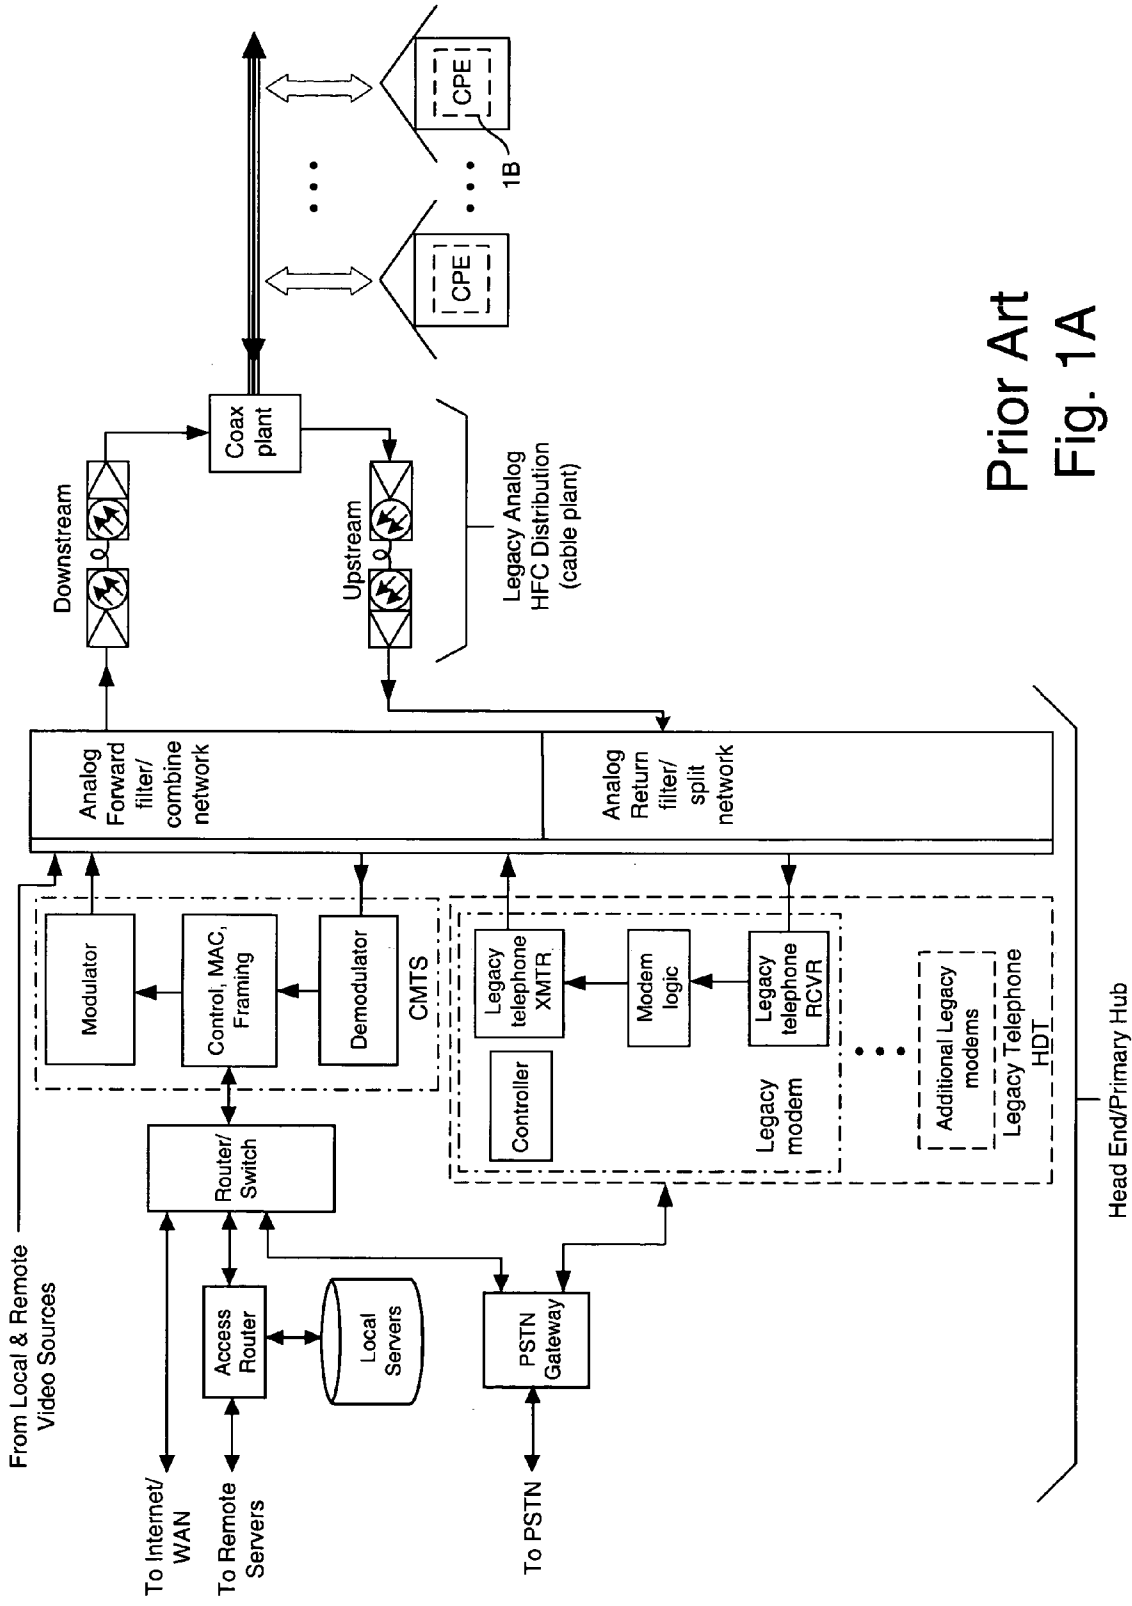 From Local & Remote
Video Sources
To Internet/
WAN
To Remote
Servers
To PSTN
Access
Router
Local
Servers
PSTN
Gateway
Router/
Switch
Modulator
Control, MAC,
Framing
Demodulator
CMTS
Controller
Legacy
telephone
XMTR
Modem
logic
Legacy
telephone
RCVR
Legacy
modem
Additional Legacy
modems
Legacy Telephone
HDT
Analog
Forward
filter/
combine
network
Analog
Return
filter/
split
network
Head End/Primary Hub
Downstream
Upstream
Coax
plant
Legacy Analog
HFC Distribution
(cable plant)
CPE
CPE
1B
Prior Art
Fig. 1A